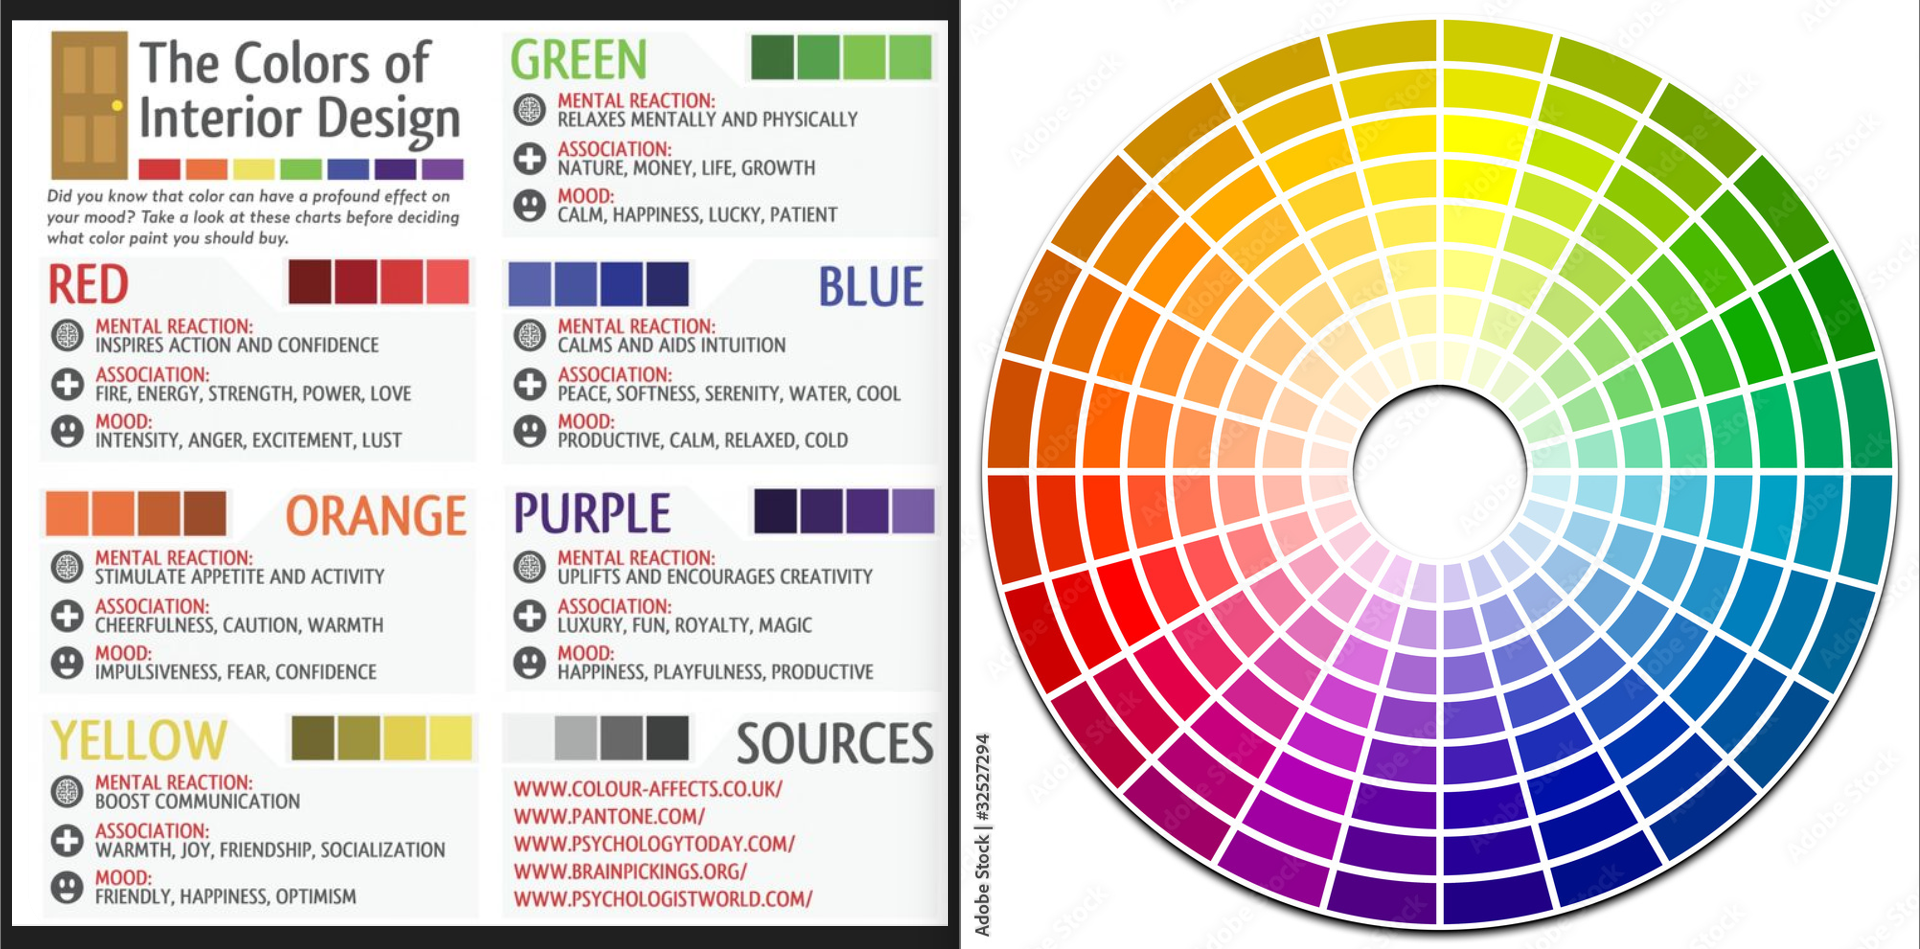 The Colors of
Interior Design
Did you know that color can have a profound effect on
your mood? Take a look at these charts before deciding
what color paint you should buy.
RED
MENTAL REACTION:
INSPIRES ACTION AND CONFIDENCE
ASSOCIATION:
FIRE, ENERGY, STRENGTH, POWER, LOVE
MOOD:
INTENSITY, ANGER, EXCITEMENT, LUST
ORANGE
MENTAL REACTION:
STIMULATE APPETITE AND ACTIVITY
ASSOCIATION:
CHEERFULNESS, CAUTION, WARMTH
MOOD:
IMPULSIVENESS, FEAR, CONFIDENCE
YELLOW
MENTAL REACTION:
BOOST COMMUNICATION
ASSOCIATION:
WARMTH, JOY, FRIENDSHIP, SOCIALIZATION
MOOD:
FRIENDLY, HAPPINESS, OPTIMISM
GREEN
MENTAL REACTION:
RELAXES MENTALLY AND PHYSICALLY
ASSOCIATION:
NATURE, MONEY, LIFE, GROWTH
MOOD:
CALM, HAPPINESS, LUCKY, PATIENT
BLUE
MENTAL REACTION:
CALMS AND AIDS INTUITION
ASSOCIATION:
PEACE, SOFTNESS, SERENITY, WATER, COOL
MOOD:
PRODUCTIVE, CALM, RELAXED, COLD
PURPLE
MENTAL REACTION:
UPLIFTS AND ENCOURAGES CREATIVITY
ASSOCIATION:
LUXURY, FUN, ROYALTY, MAGIC
MOOD:
HAPPINESS, PLAYFULNESS, PRODUCTIVE
SOURCES
WWW.COLOUR-AFFECTS.CO.UK/
WWW.PANTONE.COM/
WWW.PSYCHOLOGYTODAY.COM/
WWW.BRAINPICKINGS.ORG/
WWW.PSYCHOLOGISTWORLD.COM/
Adobe Stock | #32527294
Adobe Stock